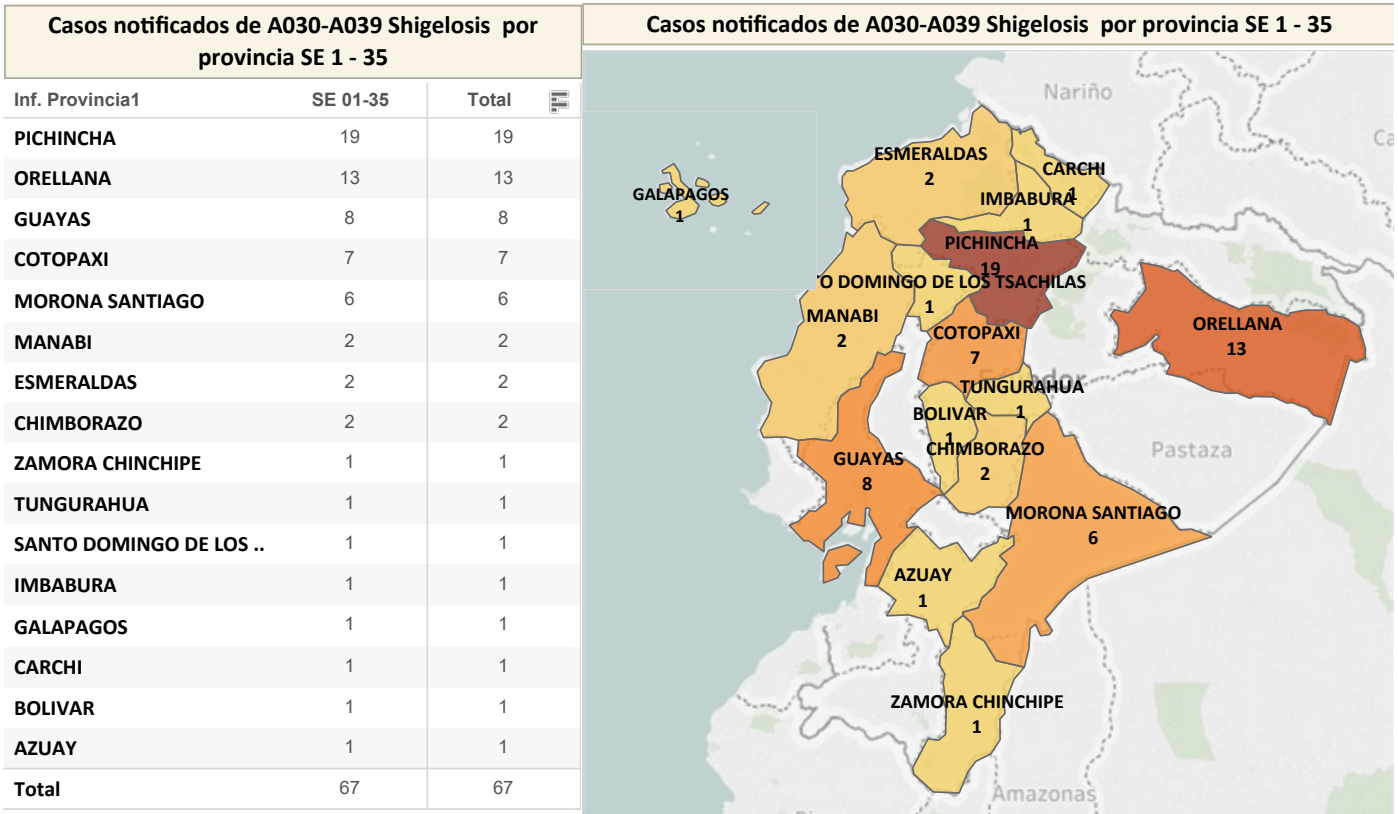 Casos notificados de A030-A039 Shigelosis por
provincia SE 1 - 35
Inf. Provincia1 SE 01-35 Total
PICHINCHA 19 19
ORELLANA 13 13
GUAYAS 8 8
COTOPAXI 7 7
MORONA SANTIAGO 6 6
MANABI 2 2
ESMERALDAS 2 2
CHIMBORAZO 2 2
ZAMORA CHINCHIPE 1 1
TUNGURAHUA 1 1
SANTO DOMINGO DE LOS .. 1 1
IMBABURA 1 1
GALAPAGOS 1 1
CARCHI 1 1
BOLIVAR 1 1
AZUAY 1 1
Total 67 67
Casos notificados de A030-A039 Shigelosis por provincia SE 1 - 35
Nariño
Ca
ESMERALDAS
2
CARCHI
1
GALAPAGOS
1
IMBABURA
1
PICHINCHA
19
TO DOMINGO DE LOS TSACHILAS
1
MANABI
2
ORELLANA
13
COTOPAXI
7
TUNGURAHUA
1
BOLIVAR
1
CHIMBORAZO
2
Pastaza
GUAYAS
8
MORONA SANTIAGO
6
AZUAY
1
ZAMORA CHINCHIPE
1
Amazonas